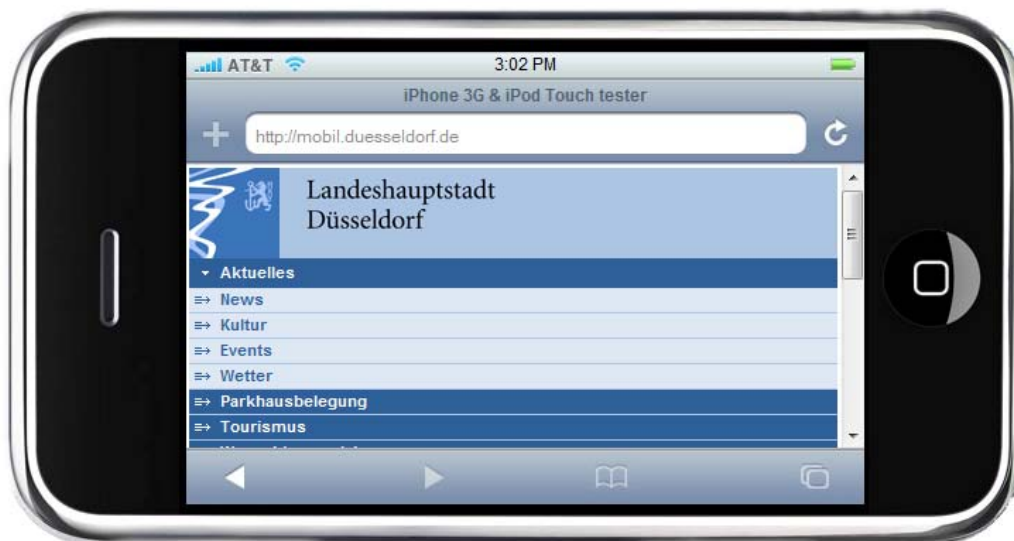 AT&T 3:02 PM
iPhone 3G & iPod Touch tester
http://mobil.duesseldorf.de
Landeshauptstadt
Düsseldorf
Aktuelles
News
Kultur
Events
Wetter
Parkhausbelegung
Tourismus